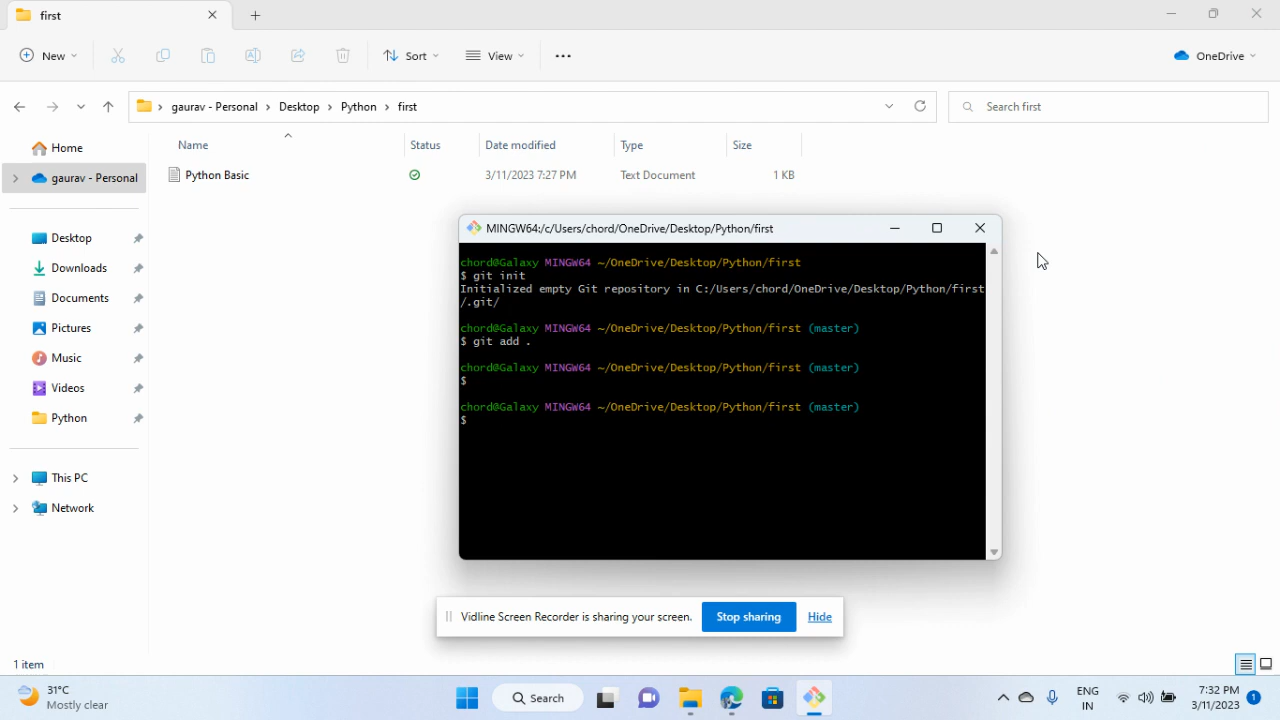 first
New
Sort
View
OneDrive
gaurav - Personal > Desktop > Python > first
Search first
Name Status Date modified Type Size
Home
gaurav - Personal
Python Basic 3/11/2023 7:27 PM Text Document 1 KB
Desktop
Downloads
Documents
Pictures
Music
Videos
Python
This PC
Network
MINGW64:/c/Users/chord/OneDrive/Desktop/Python/first
chord@Galaxy MINGW64 ~/OneDrive/Desktop/Python/first
$ git init
Initialized empty Git repository in C:/Users/chord/OneDrive/Desktop/Python/first
/.git/
chord@Galaxy MINGW64 ~/OneDrive/Desktop/Python/first (master)
$ git add .
chord@Galaxy MINGW64 ~/OneDrive/Desktop/Python/first (master)
$
chord@Galaxy MINGW64 ~/OneDrive/Desktop/Python/first (master)
$
Vidline Screen Recorder is sharing your screen. Stop sharing Hide
1 item
31°C
Mostly clear
Search
ENG
IN
7:32 PM
3/11/2023
1